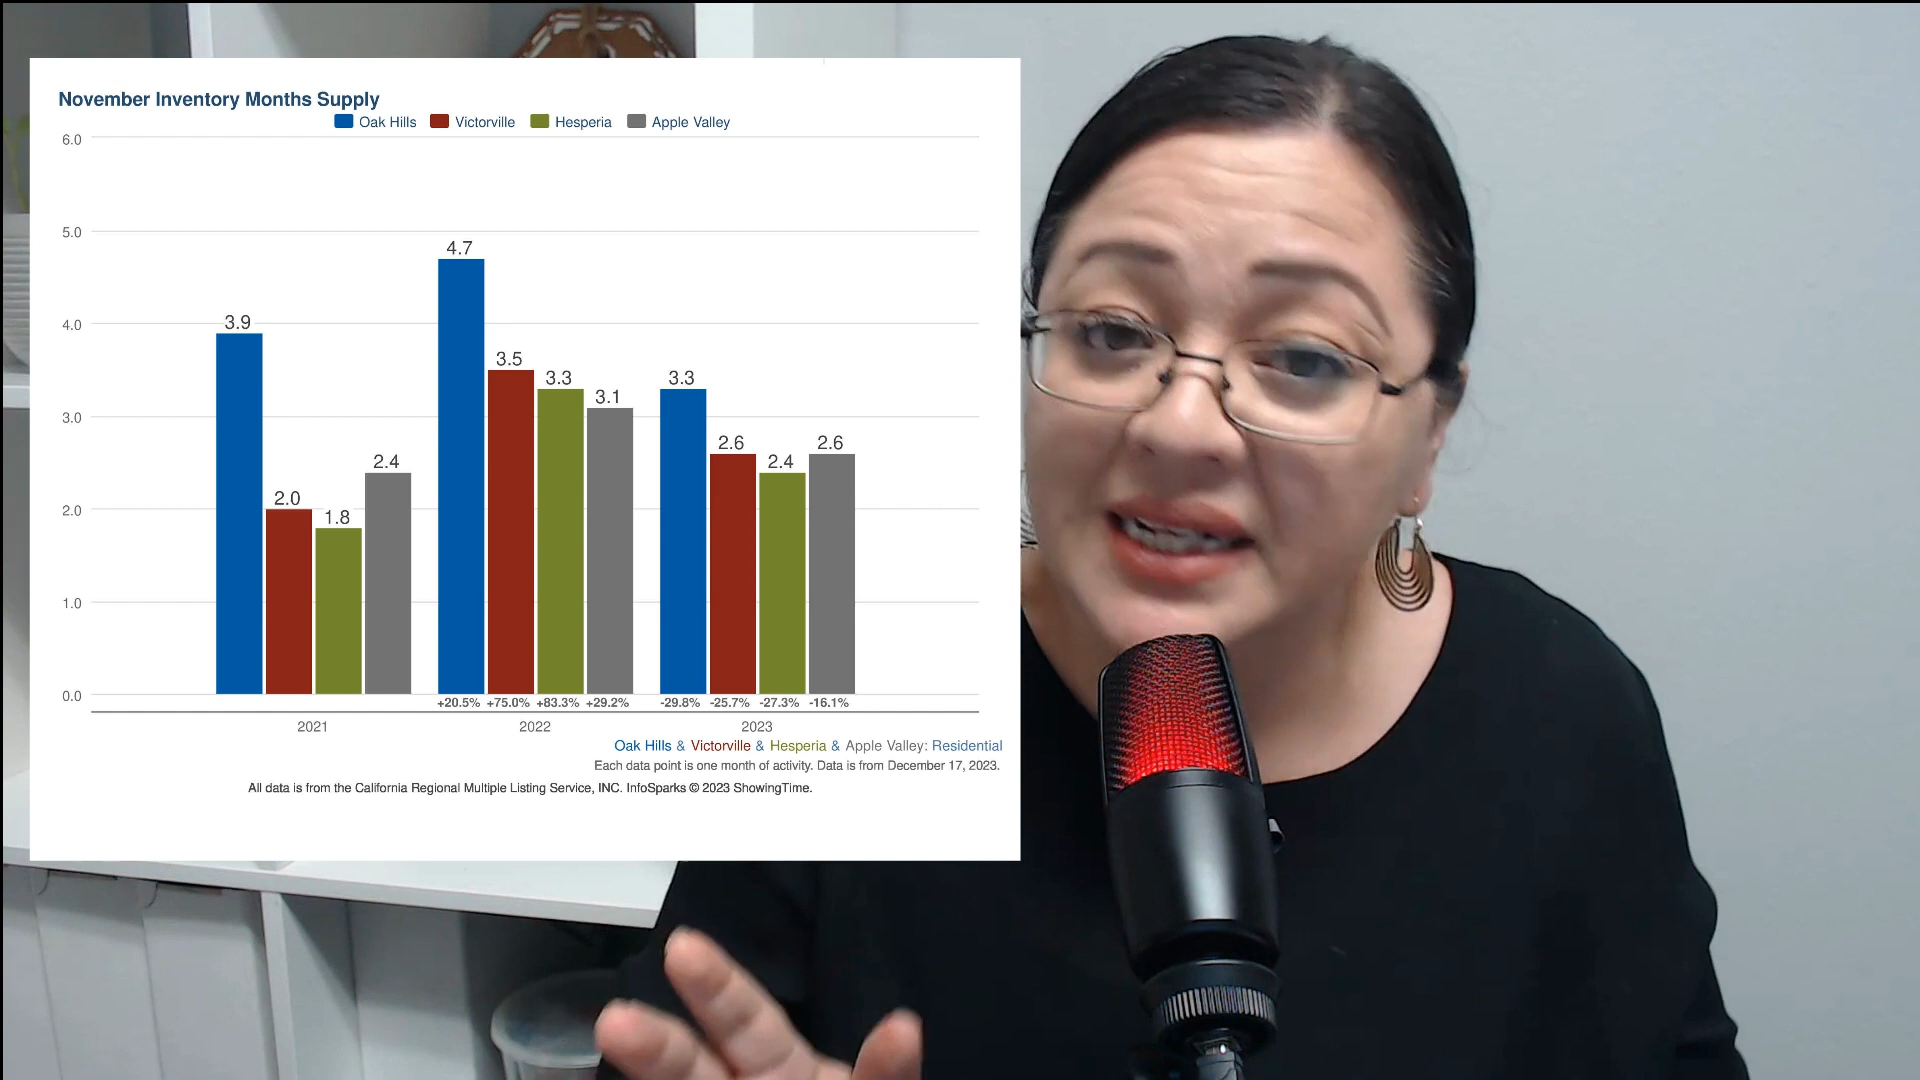 November Inventory Months Supply
Oak Hills Victorville Hesperia Apple Valley
6.0
5.0
4.7
4.0
3.9
3.5
3.3
3.1
3.3
3.0
2.4
2.6
2.4
2.6
2.0
2.0
1.8
1.0
0.0
+20.5% +75.0% +83.3% +29.2% -29.8% -25.7% -27.3% -16.1%
2021 2022 2023
Oak Hills & Victorville & Hesperia & Apple Valley: Residential
Each data point is one month of activity. Data is from December 17, 2023.
All data is from the California Regional Multiple Listing Service, INC. InfoSparks © 2023 ShowingTime.